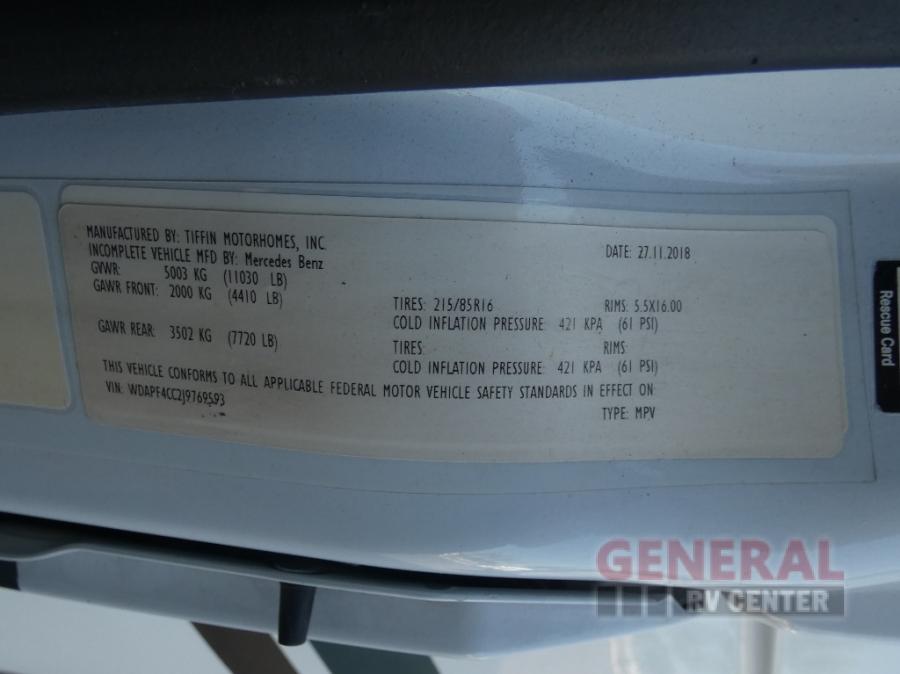 MANUFACTURED BY: TIFFIN MOTORHOMES, INC. DATE: 27.11.2018
INCOMPLETE VEHICLE MFD BY: Mercedes Benz
GVWR: 5003 KG (11030 LB)
GAWR FRONT: 2000 KG (4410 LB) TIRES: 215/85R16 RIMS: 5.5X16.00
COLD INFLATION PRESSURE: 421 KPA (61 PSI)
GAWR REAR: 3502 KG (7720 LB) TIRES: RIMS:
COLD INFLATION PRESSURE: 421 KPA (61 PSI)
THIS VEHICLE CONFORMS TO ALL APPLICABLE FEDERAL MOTOR VEHICLE SAFETY STANDARDS IN EFFECT ON:
VIN: WDAPF4CC2J9769593 TYPE: MPV
Rescue Card
GENERAL
RV CENTER